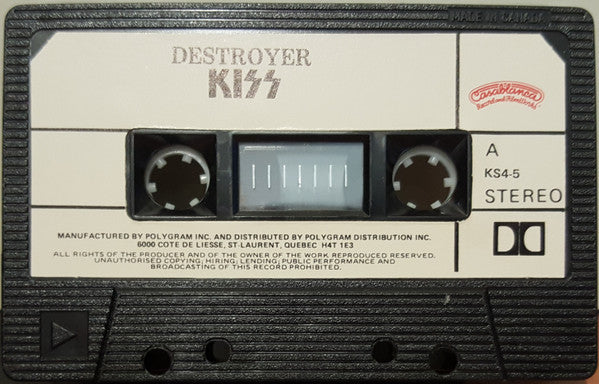 MADE IN CANADA
DESTROYER
KISS
Casablanca
Record and FilmWorks
A
KS4-5
STEREO
MANUFACTURED BY POLYGRAM INC. AND DISTRIBUTED BY POLYGRAM DISTRIBUTION INC.
6000 COTE DE LIESSE, ST-LAURENT, QUEBEC H4T 1E3
ALL RIGHTS OF THE PRODUCER AND OF THE OWNER OF THE WORK REPRODUCED RESERVED.
UNAUTHORISED COPYING; HIRING; LENDING; PUBLIC PERFORMANCE AND
BROADCASTING OF THIS RECORD PROHIBITED.